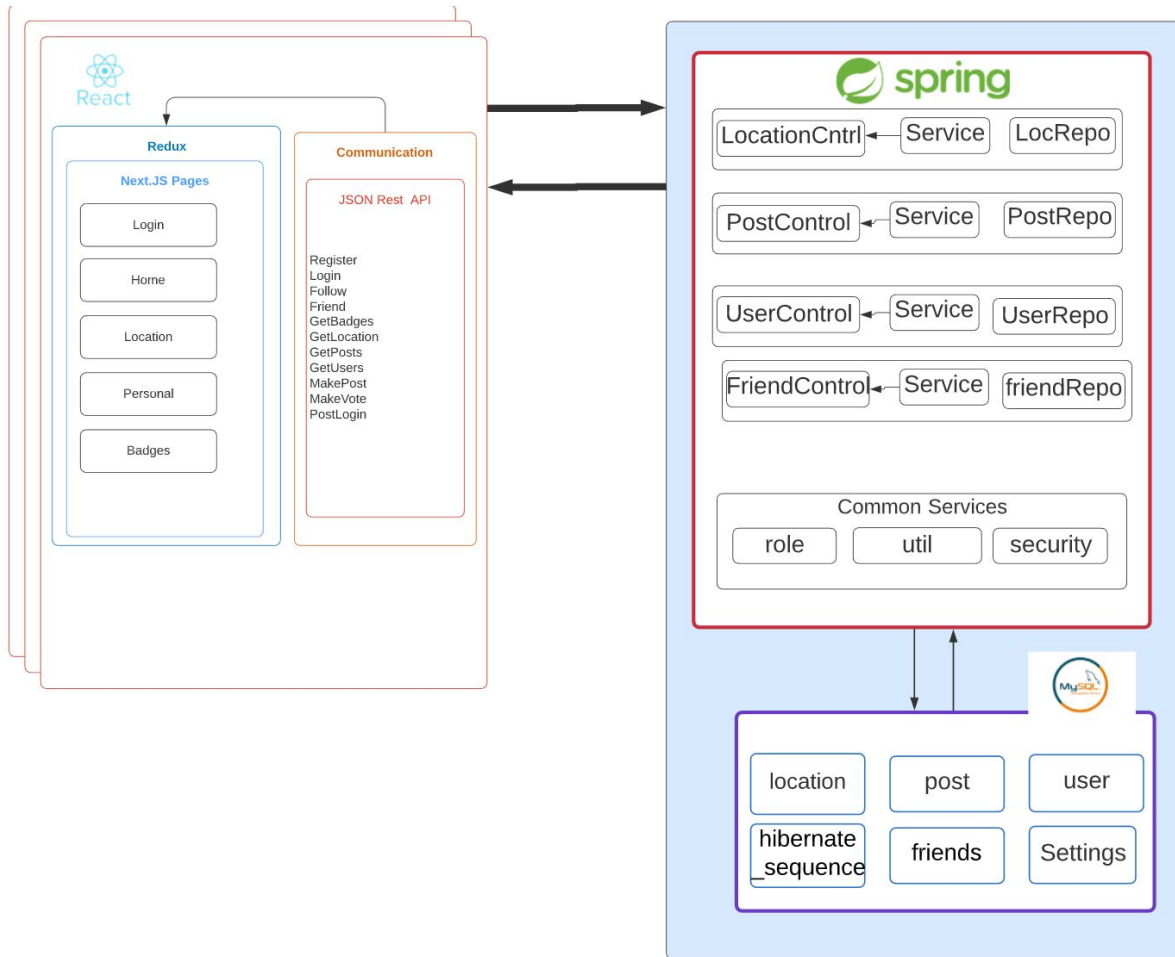 React
Redux
Next.JS Pages
Login
Horne
Location
Personal
Badges
Communication
JSON Rest API
Register
Login
Follow
Friend
GetBadges
GetLocation
GetPosts
GetUsers
MakePost
MakeVote
PostLogin
spring
LocationCntrl Service LocRepo
PostControl Service PostRepo
UserControl Service UserRepo
FriendControl Service friendRepo
Common Services
role util security
MySQL
location post user
hibernate
_sequence
friends Settings